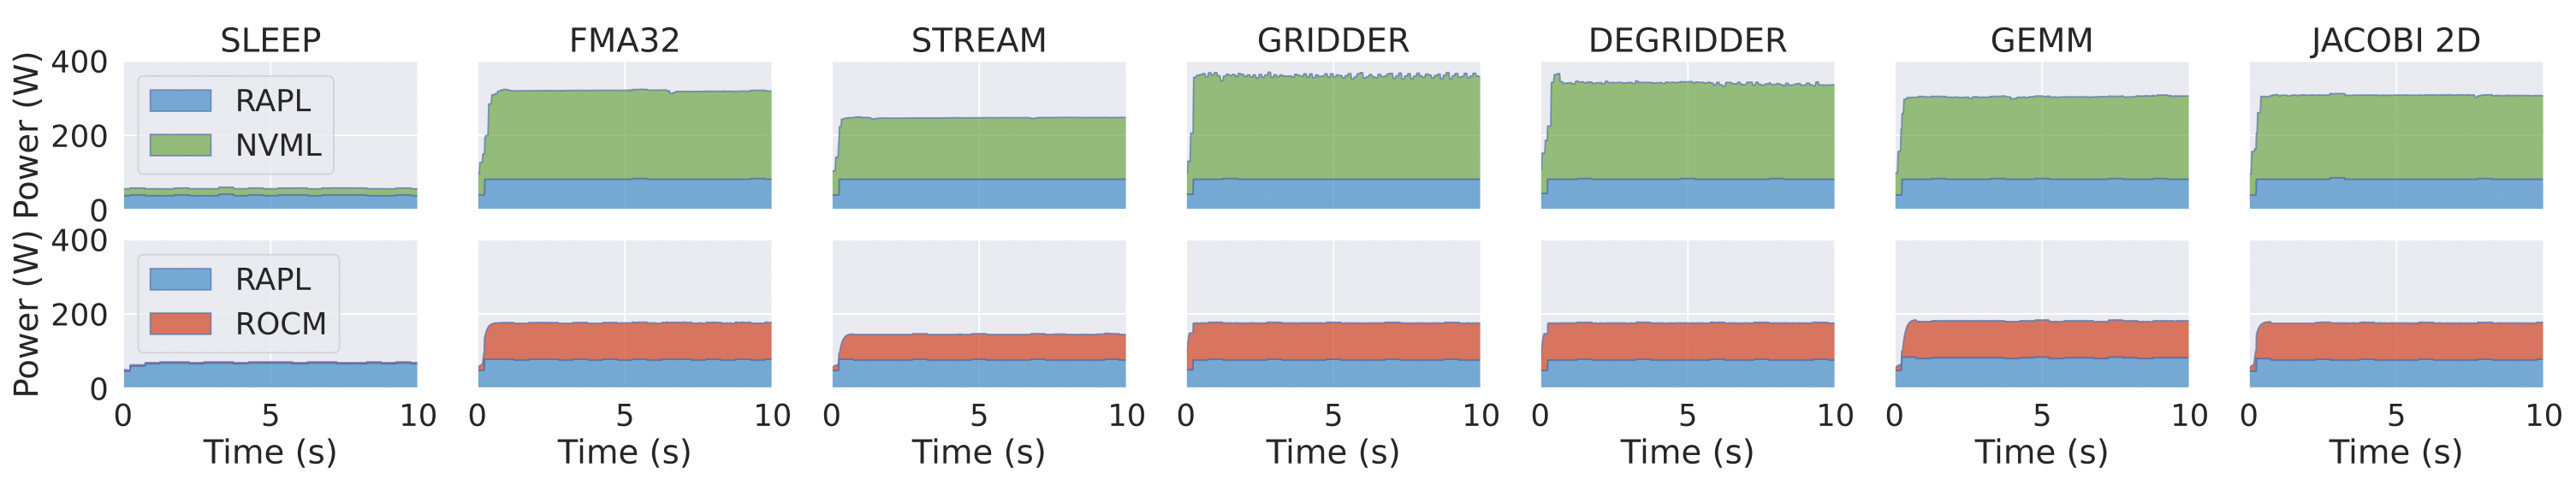 SLEEP FMA32 STREAM GRIDDER DEGRIDDER GEMM JACOBI 2D
Power (W)
400
200
0
RAPL
NVML
Power (W)
400
200
0
RAPL
ROCM
0 5 10 0 5 10 0 5 10 0 5 10 0 5 10 0 5 10 0 5 10
Time (s) Time (s) Time (s) Time (s) Time (s) Time (s) Time (s)